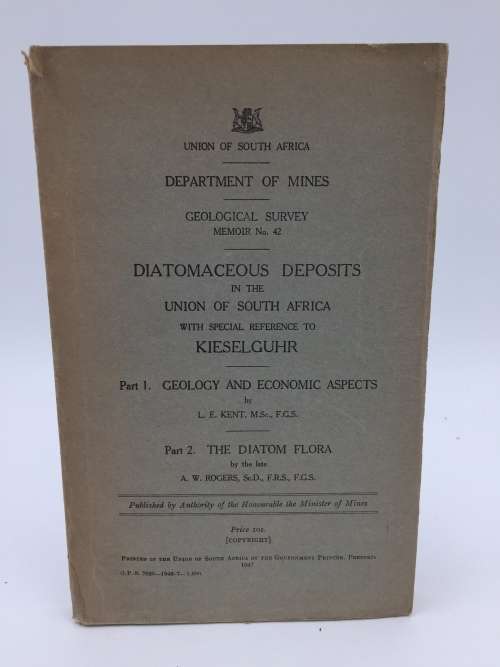 UNION OF SOUTH AFRICA
DEPARTMENT OF MINES
GEOLOGICAL SURVEY
MEMOIR No. 42
DIATOMACEOUS DEPOSITS
IN THE
UNION OF SOUTH AFRICA
WITH SPECIAL REFERENCE TO
KIESELGUHR
Part 1. GEOLOGY AND ECONOMIC ASPECTS
by
L. E. KENT, M.Sc., F.G.S.
Part 2. THE DIATOM FLORA
by the late
A. W. ROGERS, Sc.D., F.R.S., F.G.S.
Published by Authority of the Honourable the Minister of Mines
Price
[COPYRIGHT]
PRINTED IN THE UNION OF SOUTH AFRICA BY THE GOVERNMENT PRINTER, PRETORIA
1947